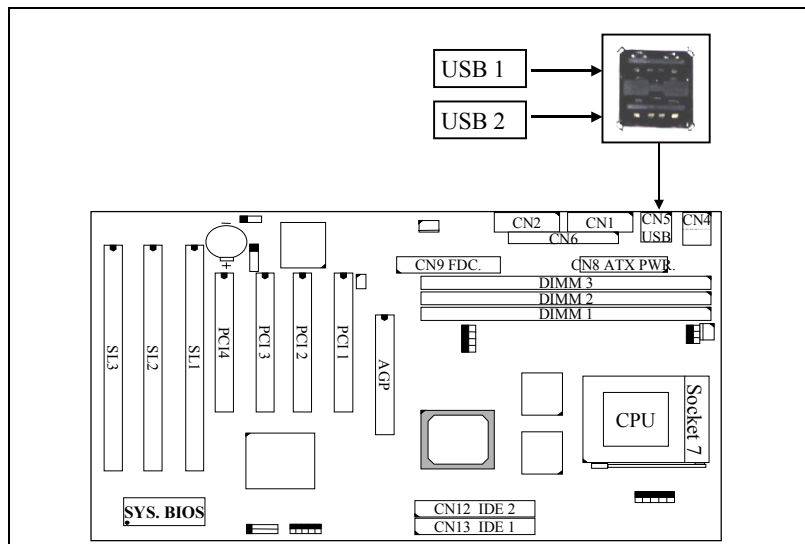 USB 1
USB 2
CN2
CN1
CN5
USB
CN4
CN6
CN9 FDC.
CN8 ATX PWR.
DIMM 3
DIMM 2
DIMM 1
SL3
SL2
SL1
PCI4
PCI 3
PCI 2
PCI 1
AGP
CPU
Socket 7
SYS. BIOS
CN12 IDE 2
CN13 IDE 1